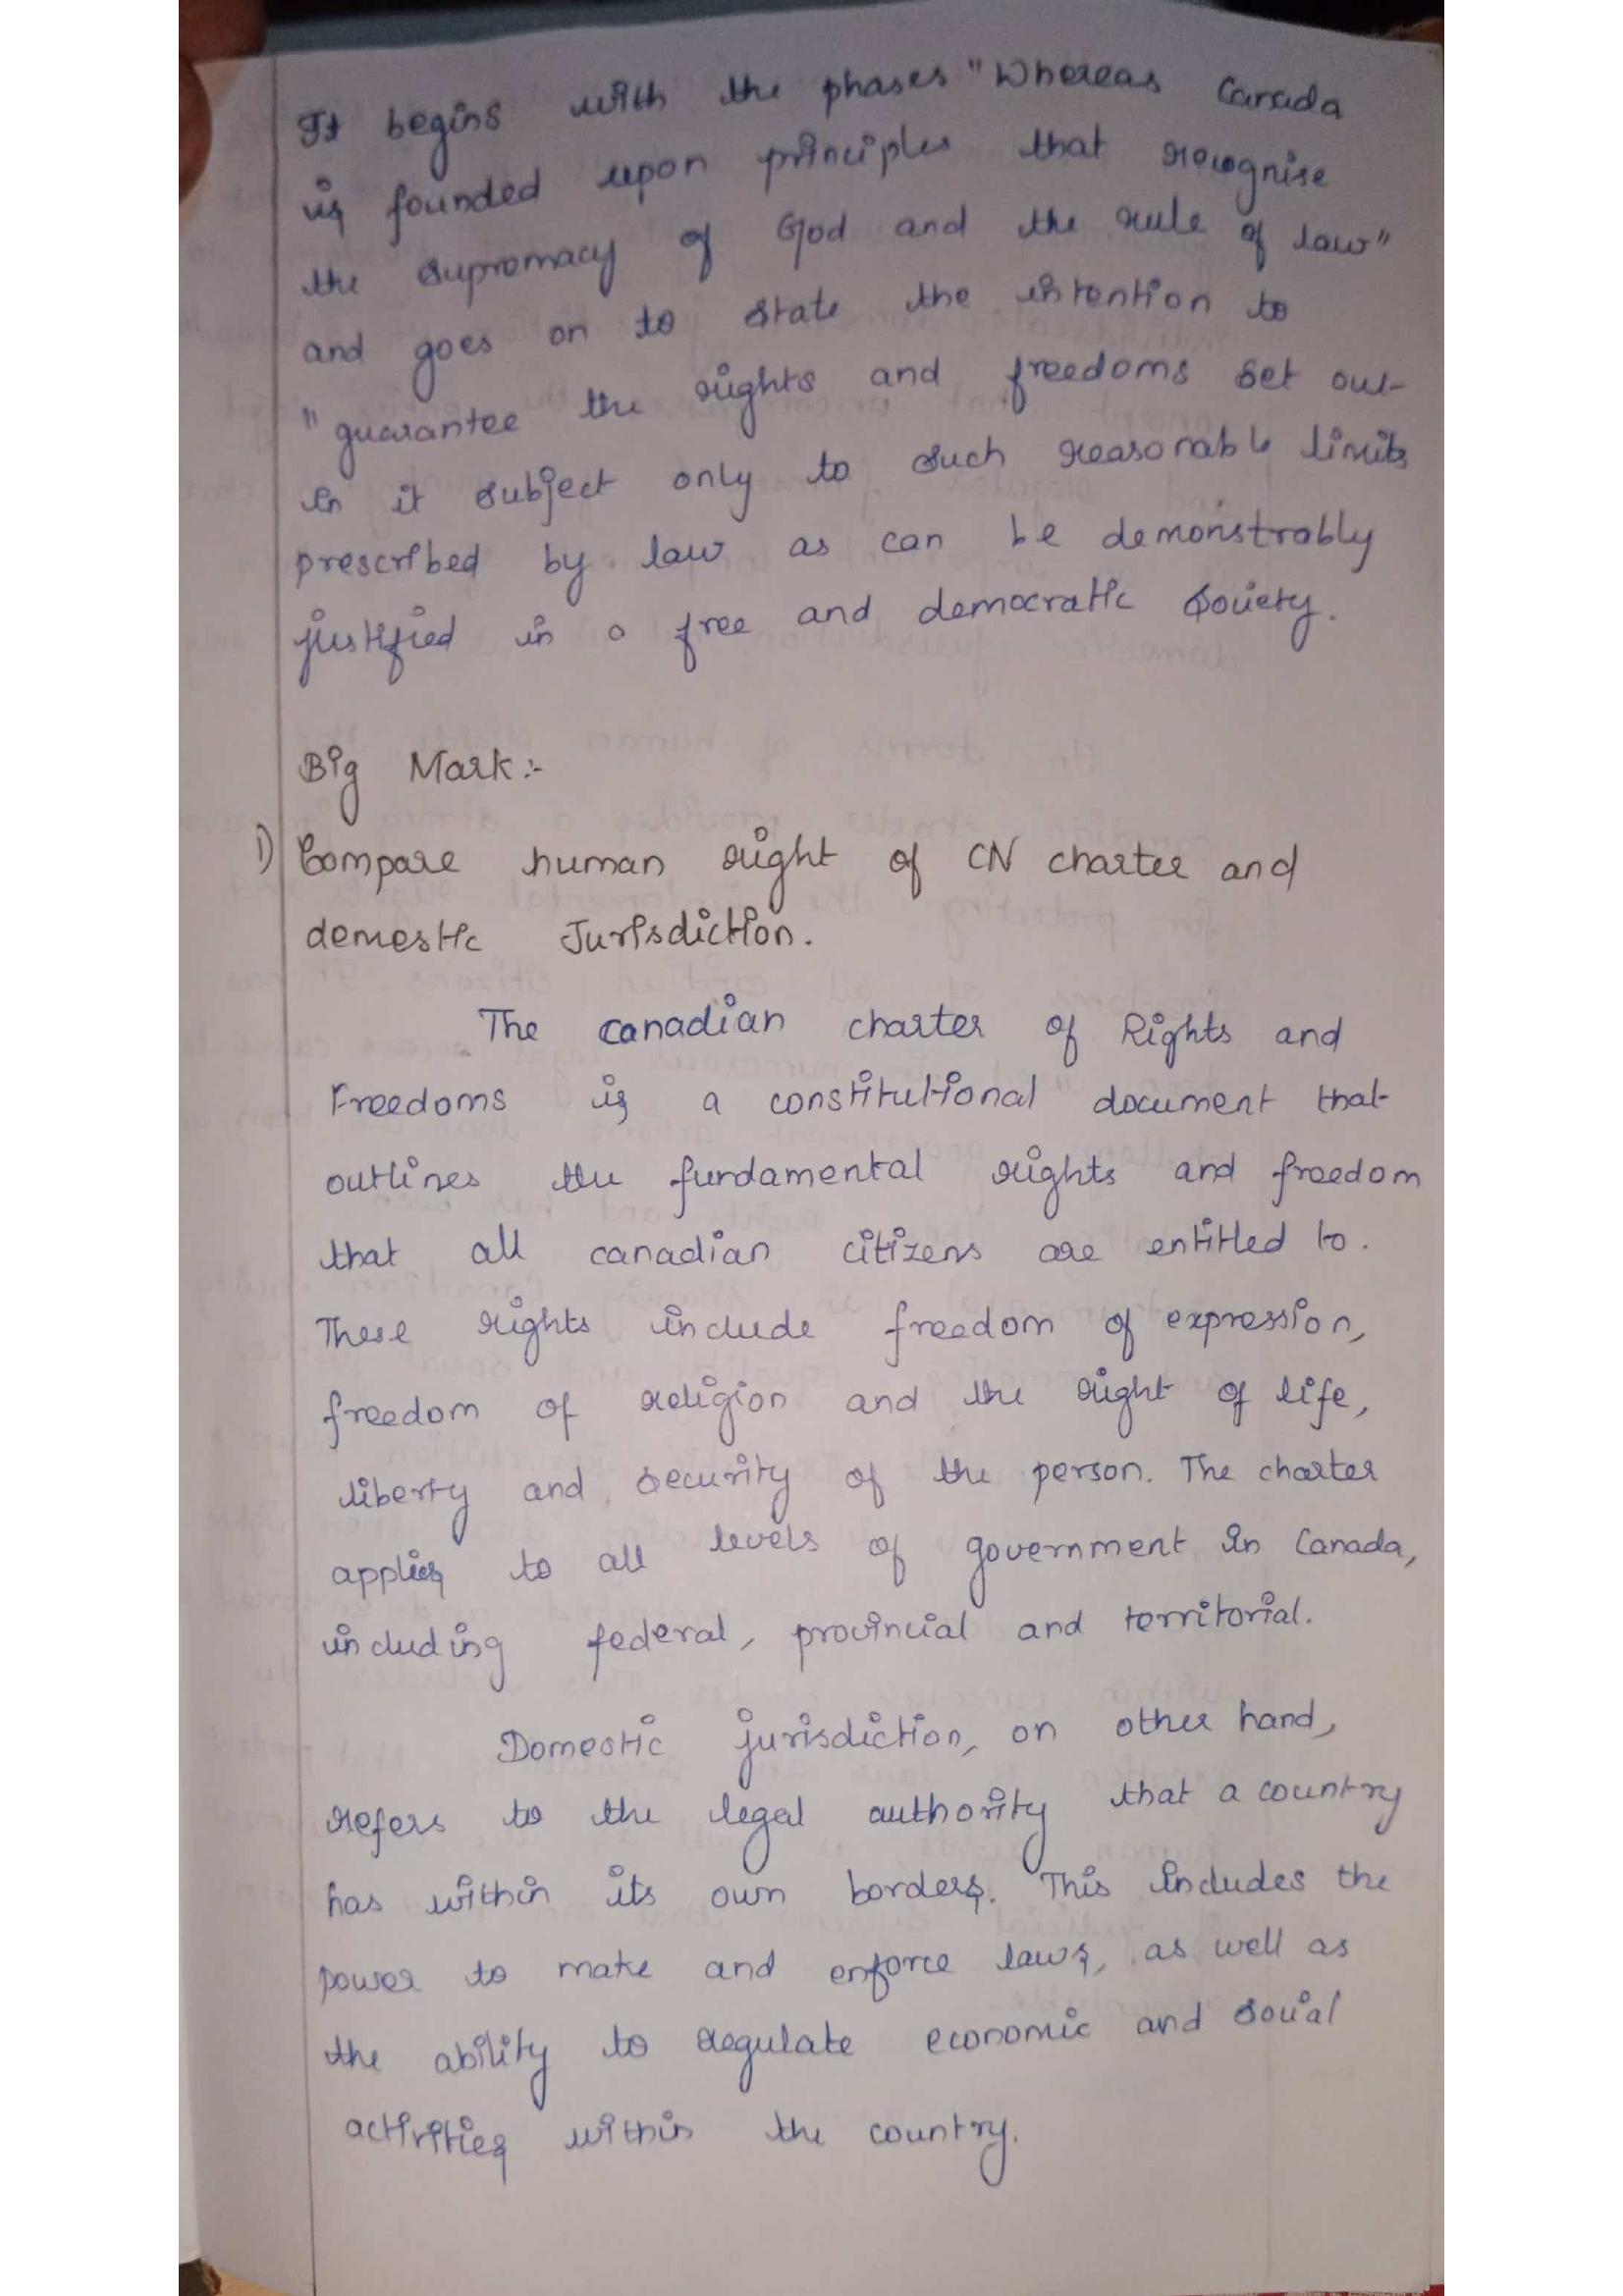 It begins with the phases "Whereas Canada
is founded upon principles that recognise
the supromacy of God and the rule of law"
and goes on to state the intention to
"guarantee the rights and freedoms set out
in it subject only to such reasonable limits
prescribed by law as can be demonstrably
justified in a free and democratic society.
Big Mark :-
1) Compare human right of CN charter and
demestic Jurisdiction.
The canadian charter of Rights and
Freedoms is a constitutional document that
outlines the fundamental rights and freedom
that all canadian citizens are entitled to.
These rights include freedom of expression,
freedom of religion and the right of life,
liberty and security of the person. The charter
applies to all levels of government in Canada,
including federal, provincial and territorial.
Domestic jurisdiction, on other hand,
refers to the legal authority that a country
has within its own borders. This includes the
power to make and enforce laws, as well as
the ability to regulate economic and social
activities within the country.